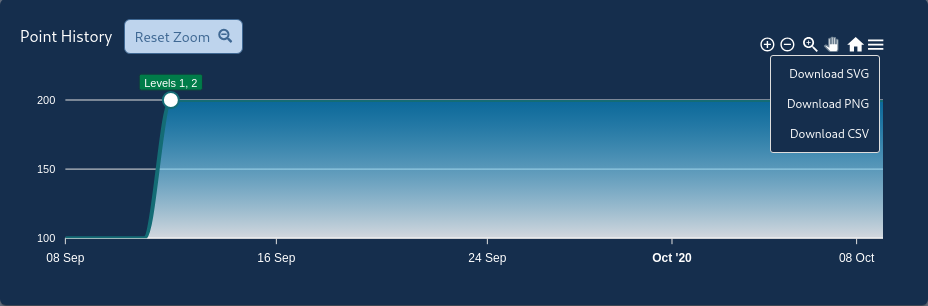 Point History
Reset Zoom
Download SVG
Download PNG
Download CSV
Levels 1, 2
200
150
100
08 Sep
16 Sep
24 Sep
Oct '20
08 Oct